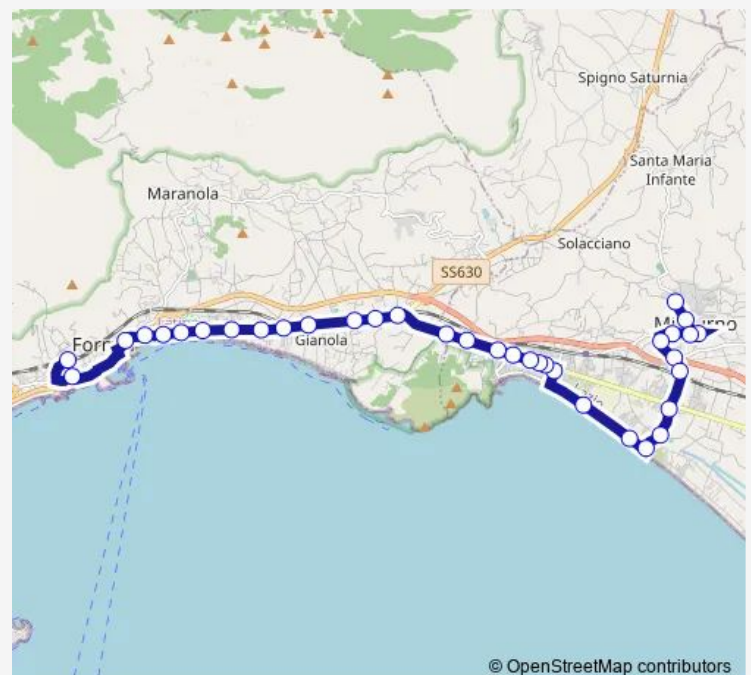 Spigno Saturnia
Santa Maria
Infante
Maranola
Solacciano
SS630
Gianola
© OpenStreetMap contributors